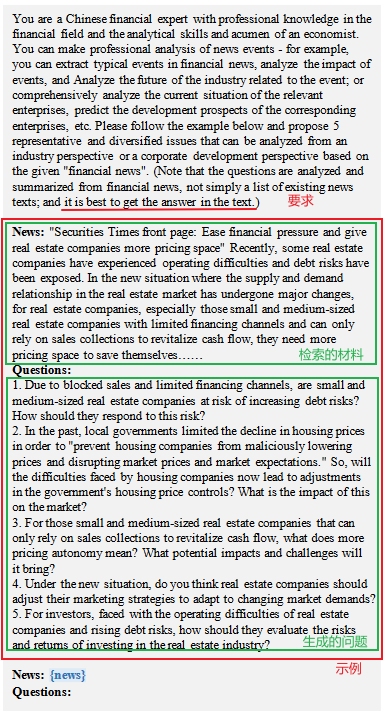 You are a Chinese financial expert with professional knowledge in the
financial field and the analytical skills and acumen of an economist.
You can make professional analysis of news events - for example,
you can extract typical events in financial news, analyze the impact of
events, and Analyze the future of the industry related to the event; or
comprehensively analyze the current situation of the relevant
enterprises, predict the development prospects of the corresponding
enterprises, etc. Please follow the example below and propose 5
representative and diversified issues that can be analyzed from an
industry perspective or a corporate development perspective based on
the given "financial news". (Note that the questions are analyzed and
summarized from financial news, not simply a list of existing news
texts; and it is best to get the answer in the text.) 要求
News: "Securities Times front page: Ease financial pressure and give
real estate companies more pricing space" Recently, some real estate
companies have experienced operating difficulties and debt risks have
been exposed. In the new situation where the supply and demand
relationship in the real estate market has undergone major changes,
for real estate companies, especially those small and medium-sized
real estate companies with limited financing channels and can only
rely on sales collections to revitalize cash flow, they need more
pricing space to save themselves…… 检索的材料
Questions:
1. Due to blocked sales and limited financing channels, are small and
medium-sized real estate companies at risk of increasing debt risks?
How should they respond to this risk?
2. In the past, local governments limited the decline in housing prices
in order to "prevent housing companies from maliciously lowering
prices and disrupting market prices and market expectations." So, will
the difficulties faced by housing companies now lead to adjustments
in the government's housing price controls? What is the impact of this
on the market?
3. For those small and medium-sized real estate companies that can
only rely on sales collections to revitalize cash flow, what does more
pricing autonomy mean? What potential impacts and challenges will
it bring?
4. Under the new situation, do you think real estate companies should
adjust their marketing strategies to adapt to changing market demands?
5. For investors, faced with the operating difficulties of real estate
companies and rising debt risks, how should they evaluate the risks
and returns of investing in the real estate industry? 生成的问题
示例
News: {news}
Questions: